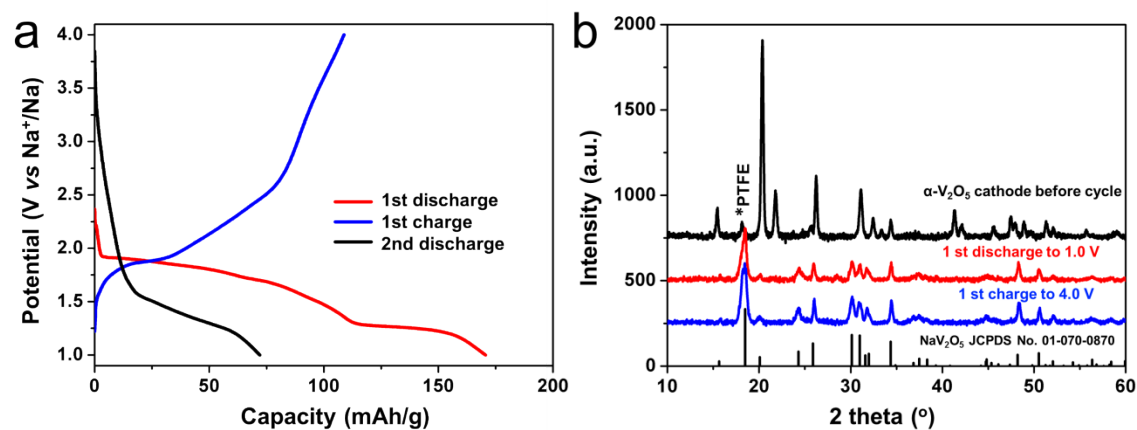 a
4.0
3.5
3.0
2.5
2.0
1.5
1.0
Potential (V vs Na⁺/Na)
1st discharge
1st charge
2nd discharge
0
50
100
150
200
Capacity (mAh/g)
b
2000
1500
1000
500
0
Intensity (a.u.)
*PTFE
α-V₂O₅ cathode before cycle
1 st discharge to 1.0 V
1 st charge to 4.0 V
NaV₂O₅ JCPDS No. 01-070-0870
10
20
30
40
50
60
2 theta (°)